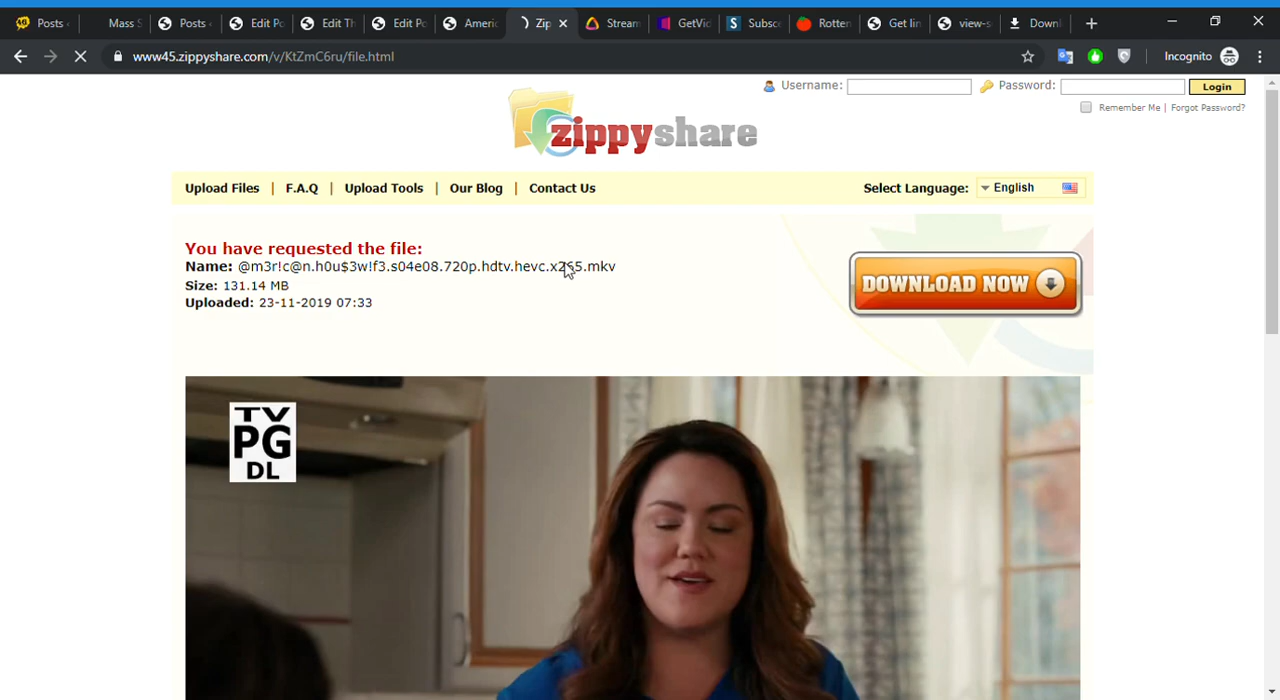 Posts
Mass S
Posts
Edit Po
Edit Th
Edit Po
Americ
Zip
Stream
GetVid
Subsc
Rotten
Get lin
view-s
Downl
www45.zippyshare.com/v/KtZmC6ru/file.html
Incognito
Username:
Password:
Login
Remember Me | Forgot Password?
zippyshare
Upload Files | F.A.Q | Upload Tools | Our Blog | Contact Us
Select Language: English
You have requested the file:
Name: @m3r!c@n.h0u$3w!f3.s04e08.720p.hdtv.hevc.x265.mkv
Size: 131.14 MB
Uploaded: 23-11-2019 07:33
DOWNLOAD NOW
TV
PG
DL